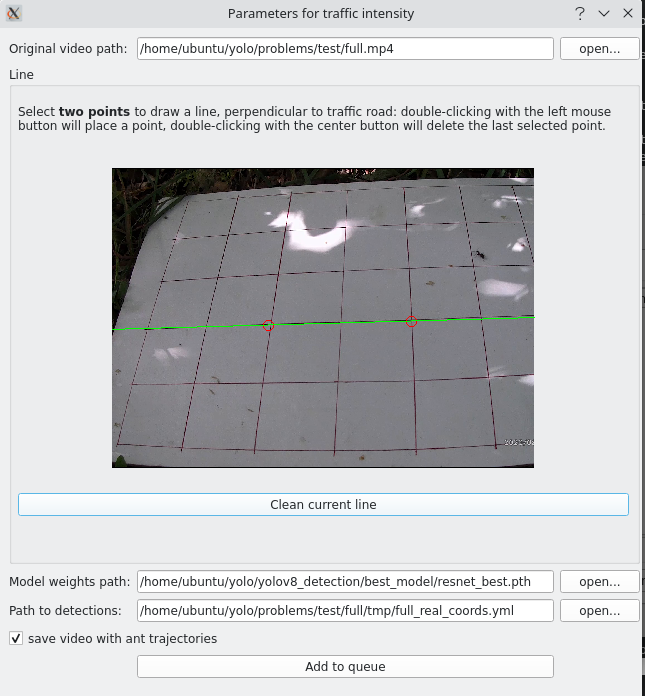 Parameters for traffic intensity
Original video path: /home/ubuntu/yolo/problems/test/full.mp4 open...
Line
Select two points to draw a line, perpendicular to traffic road: double-clicking with the left mouse
button will place a point, double-clicking with the center button will delete the last selected point.
Clean current line
Model weights path: /home/ubuntu/yolo/yolov8_detection/best_model/resnet_best.pth open...
Path to detections: /home/ubuntu/yolo/problems/test/full/tmp/full_real_coords.yml open...
save video with ant trajectories
Add to queue